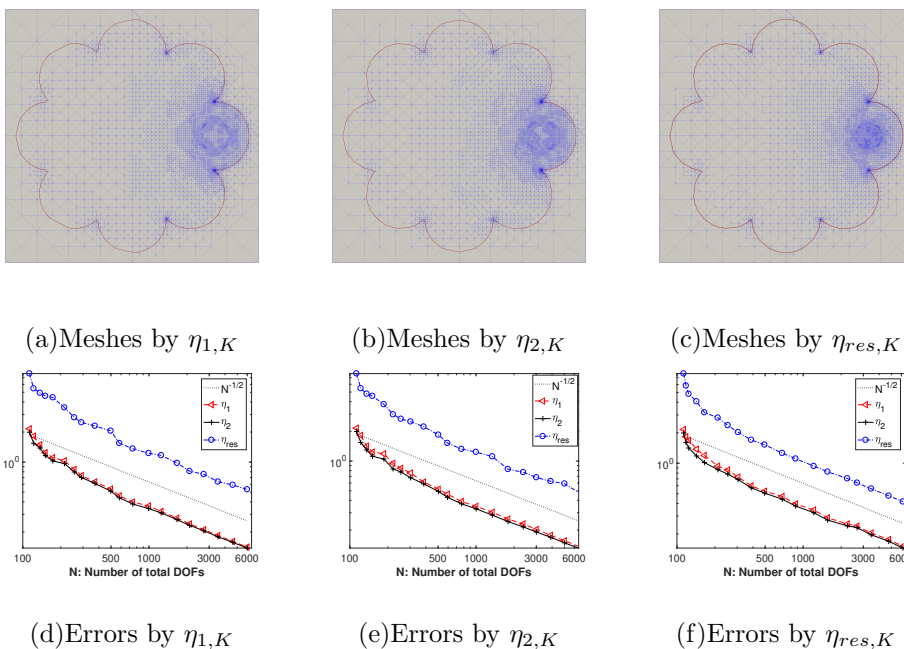 (a)Meshes by η1,K
(b)Meshes by η2,K
(c)Meshes by ηres,K
N-1/2
η1
η2
ηres
10^0
100 500 1000 3000 6000
N: Number of total DOFs
N-1/2
η1
η2
ηres
10^0
100 500 1000 3000 6000
N: Number of total DOFs
N-1/2
η1
η2
ηres
10^0
100 500 1000 3000 6000
N: Number of total DOFs
(d)Errors by η1,K
(e)Errors by η2,K
(f)Errors by ηres,K